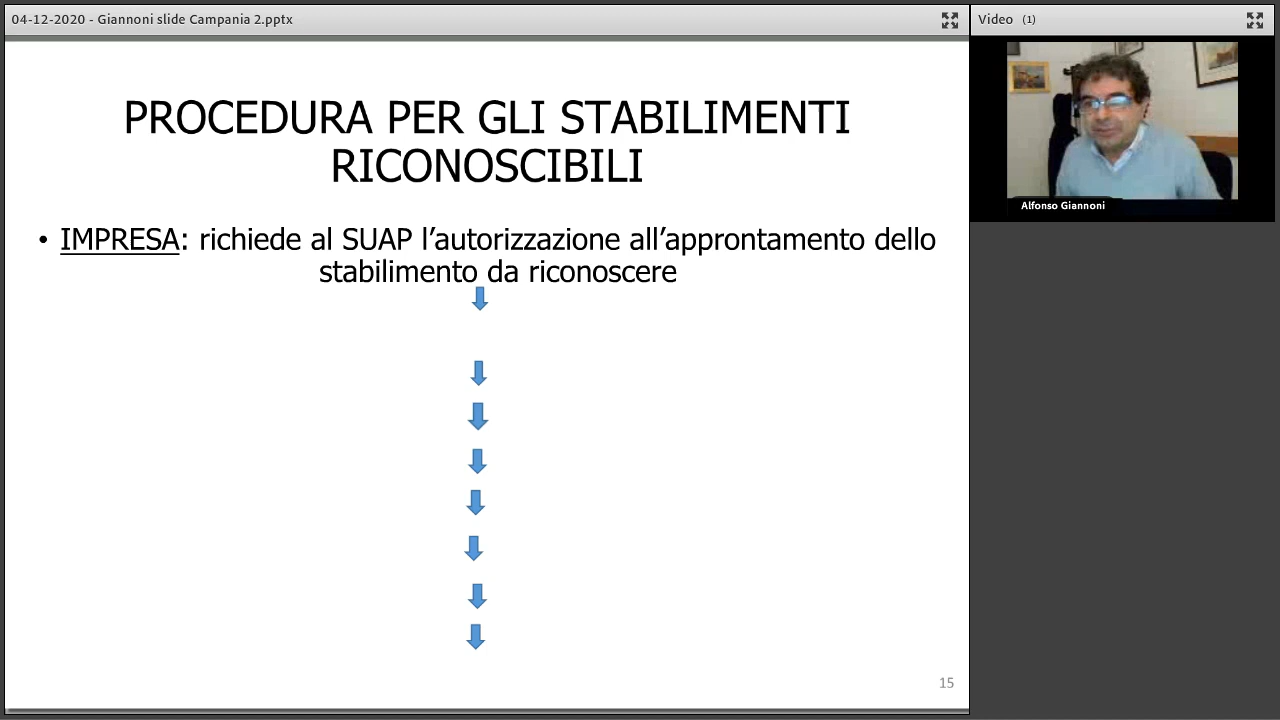 04-12-2020 - Giannoni slide Campania 2.pptx
Video (1)
PROCEDURA PER GLI STABILIMENTI
RICONOSCIBILI
• IMPRESA: richiede al SUAP l’autorizzazione all’approntamento dello
stabilimento da riconoscere
Alfonso Giannoni
15